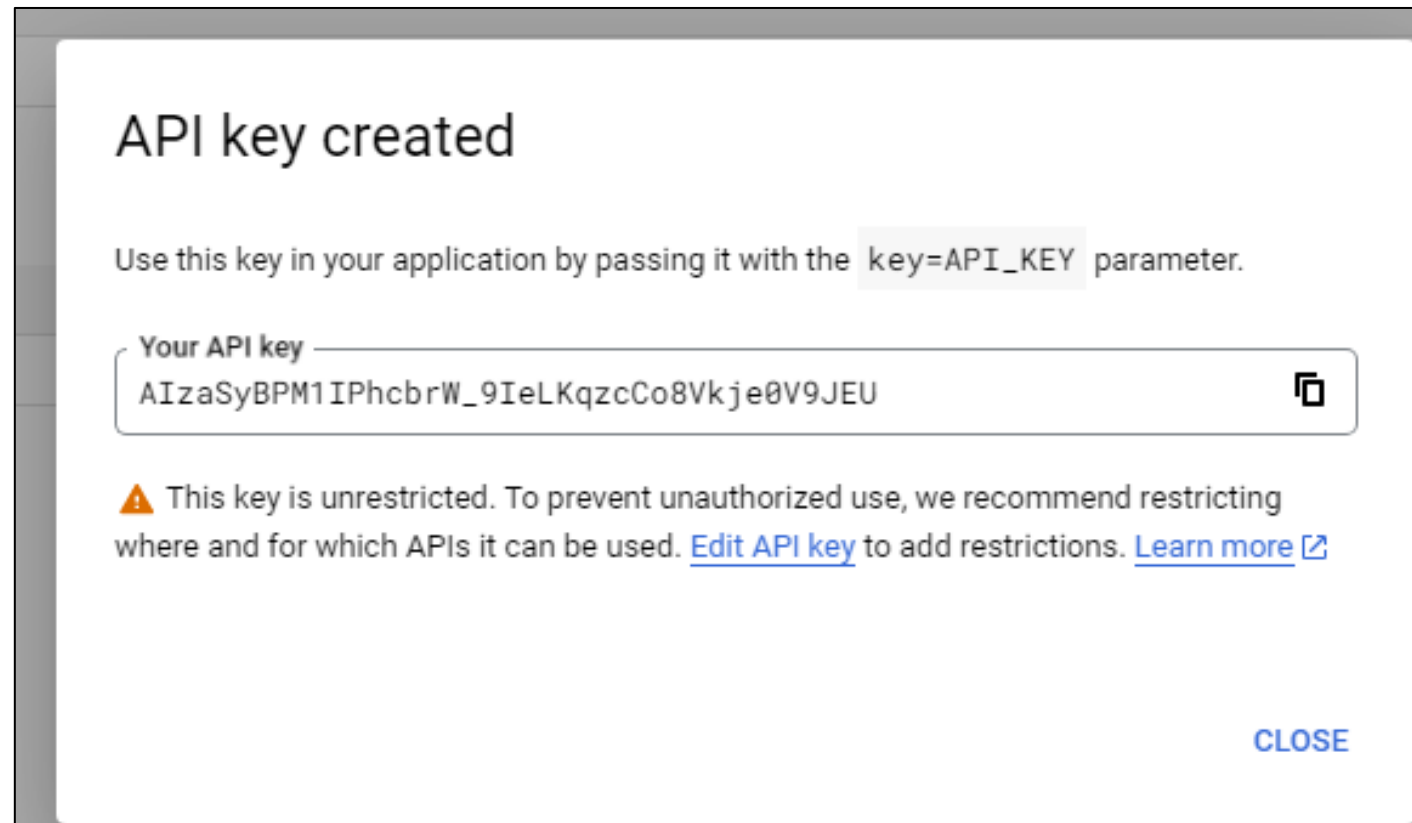 API key created
Use this key in your application by passing it with the key=API_KEY parameter.
Your API key
AIzaSyBPM1IPhcbrW_9IeLKqzcCo8Vkje0V9JEU
This key is unrestricted. To prevent unauthorized use, we recommend restricting
where and for which APIs it can be used. Edit API key to add restrictions. Learn more
CLOSE